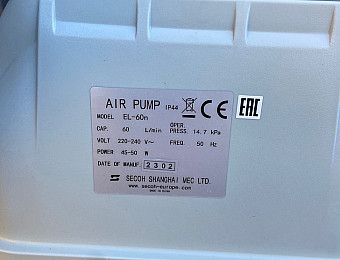 AIR PUMP IP44 CE EAC
MODEL EL-60n
CAP. 60 L/min OPER. PRESS. 14.7 kPa
VOLT 220-240 V~ FREQ. 50 Hz
POWER 45-50 W
DATE OF MANUF. 2302
SECOH SHANGHAI MEC LTD.
www.secoh-europe.com